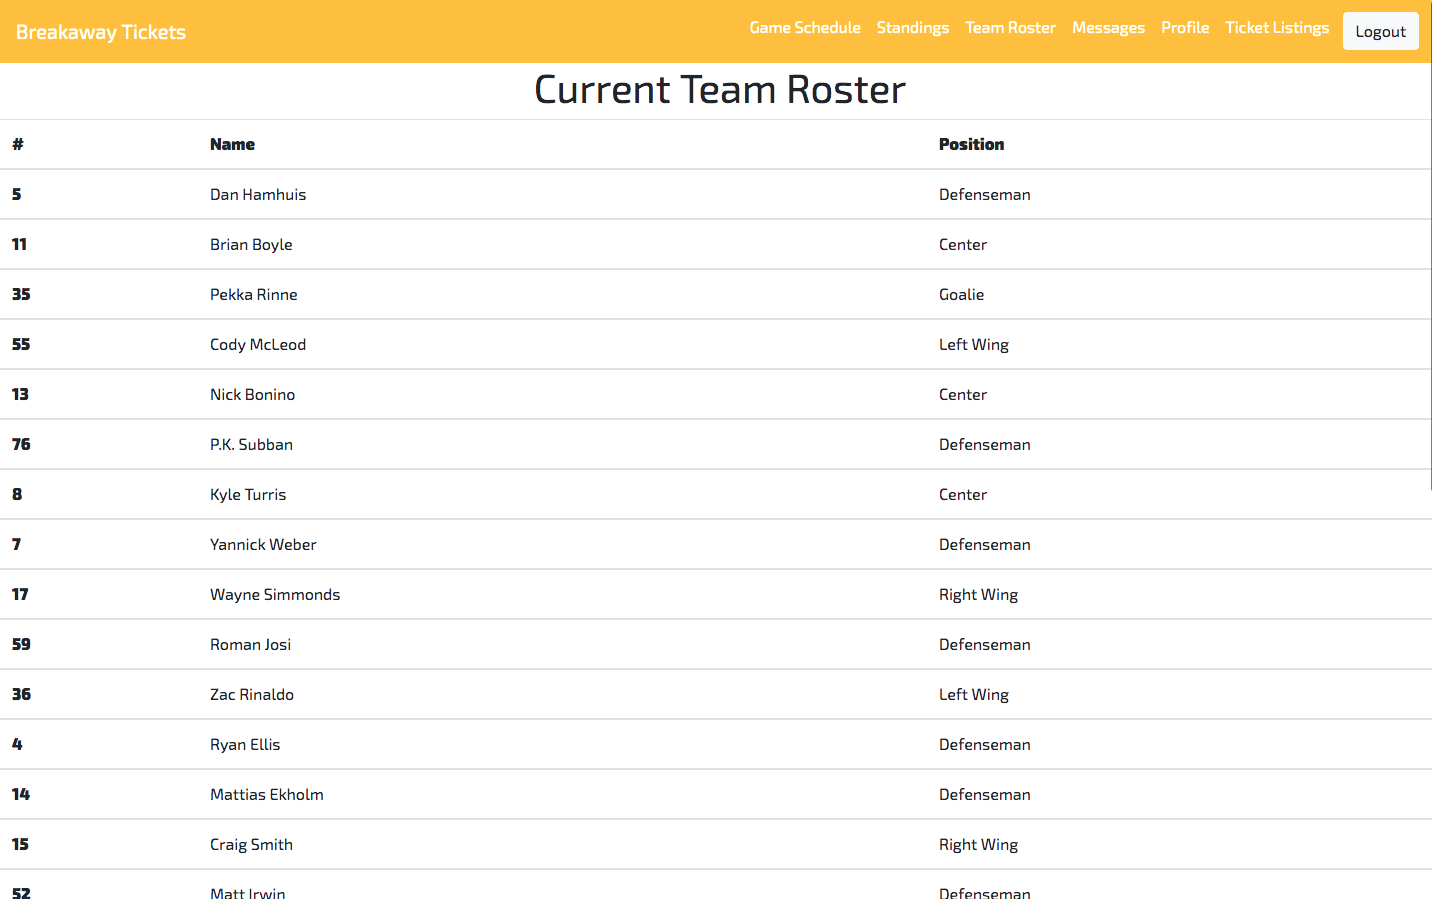 Breakaway Tickets
Game Schedule Standings Team Roster Messages Profile Ticket Listings Logout
Current Team Roster
# Name Position
5 Dan Hamhuis Defenseman
11 Brian Boyle Center
35 Pekka Rinne Goalie
55 Cody McLeod Left Wing
13 Nick Bonino Center
76 P.K. Subban Defenseman
8 Kyle Turris Center
7 Yannick Weber Defenseman
17 Wayne Simmonds Right Wing
59 Roman Josi Defenseman
36 Zac Rinaldo Left Wing
4 Ryan Ellis Defenseman
14 Mattias Ekholm Defenseman
15 Craig Smith Right Wing
52 Matt Irwin Defenseman